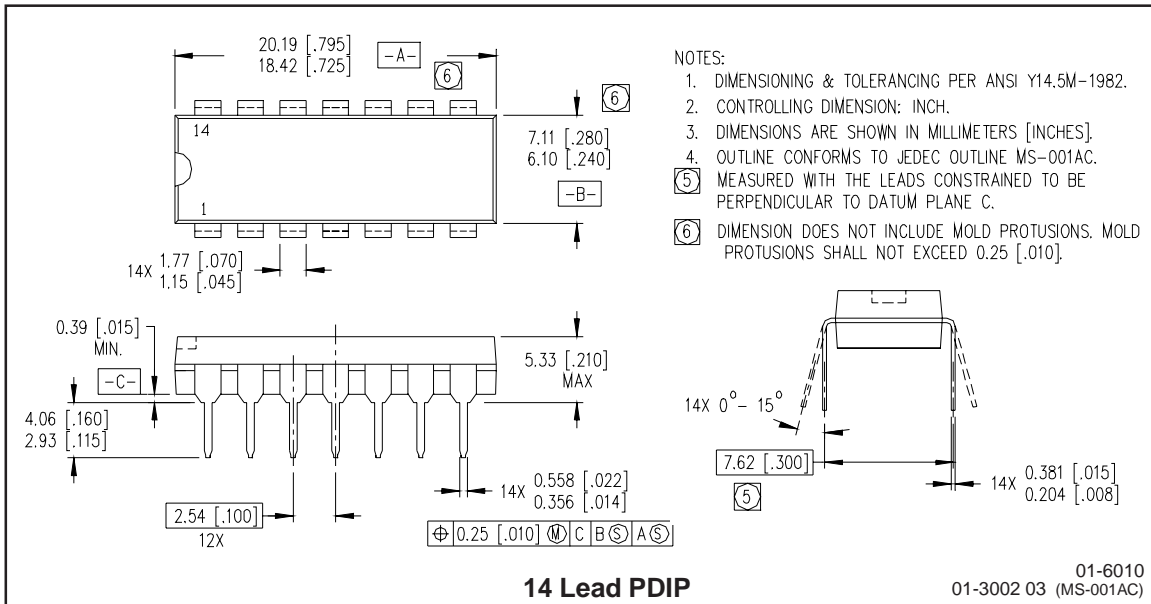 20.19 [.795]
18.42 [.725]
-A-
6
6
14
1
7.11 [.280]
6.10 [.240]
-B-
14X 1.77 [.070]
1.15 [.045]
NOTES:
1. DIMENSIONING & TOLERANCING PER ANSI Y14.5M-1982.
2. CONTROLLING DIMENSION: INCH.
3. DIMENSIONS ARE SHOWN IN MILLIMETERS [INCHES].
4. OUTLINE CONFORMS TO JEDEC OUTLINE MS-001AC.
5 MEASURED WITH THE LEADS CONSTRAINED TO BE
PERPENDICULAR TO DATUM PLANE C.
6 DIMENSION DOES NOT INCLUDE MOLD PROTUSIONS. MOLD
PROTUSIONS SHALL NOT EXCEED 0.25 [.010].
0.39 [.015]
MIN.
-C-
4.06 [.160]
2.93 [.115]
5.33 [.210]
MAX
2.54 [.100]
12X
14X 0.558 [.022]
0.356 [.014]
⌖ 0.25 [.010] Ⓜ C B Ⓢ A Ⓢ
14X 0°- 15°
7.62 [.300]
5
14X 0.381 [.015]
0.204 [.008]
14 Lead PDIP
01-6010
01-3002 03 (MS-001AC)